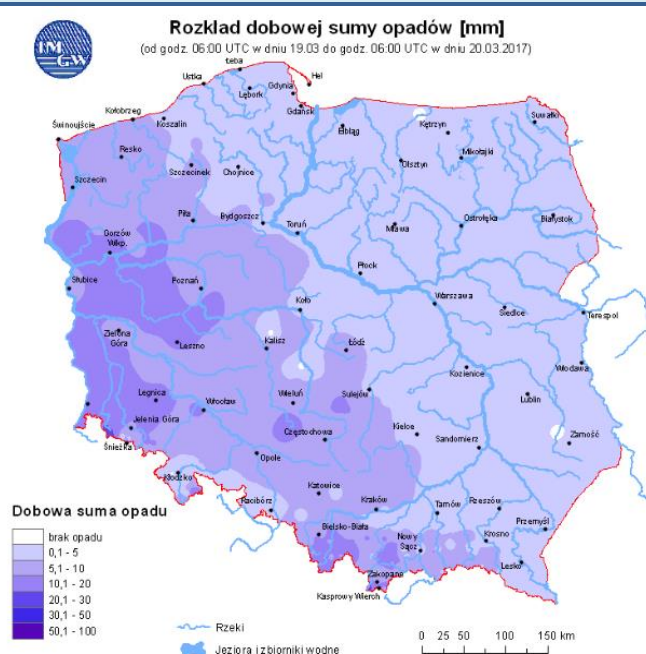 IM
GW
Rozkład dobowej sumy opadów [mm]
(od godz. 06:00 UTC w dniu 19.03 do godz. 06:00 UTC w dniu 20.03.2017)
Łeba
Hel
Ustka
Lębork
Gdynia
Gdańsk
Kołobrzeg
Koszalin
Świnoujście
Elbląg
Kętrzyn
Suwałki
Resko
Szczecinek
Chojnice
Olsztyn
Mikołajki
Szczecin
Piła
Bydgoszcz
Toruń
Mława
Ostrołęka
Białystok
Gorzów
Wlkp.
Płock
Słubice
Poznań
Koło
Warszawa
Siedlce
Terespol
Zielona
Góra
Leszno
Kalisz
Łódź
Kozienice
Włodawa
Legnica
Wrocław
Wieluń
Sulejów
Lublin
Jelenia Góra
Częstochowa
Kielce
Sandomierz
Zamość
Śnieżka
Opole
Kłodzko
Katowice
Racibórz
Kraków
Tarnów
Rzeszów
Przemyśl
Bielsko-Biała
Nowy
Sącz
Krosno
Lesko
Zakopane
Kasprowy Wierch
Dobowa suma opadu
brak opadu
0,1 - 5
5,1 - 10
10,1 - 20
20,1 - 30
30,1 - 50
50,1 - 100
Rzeki
Jeziora i zbiorniki wodne
0 25 50 100 150 km